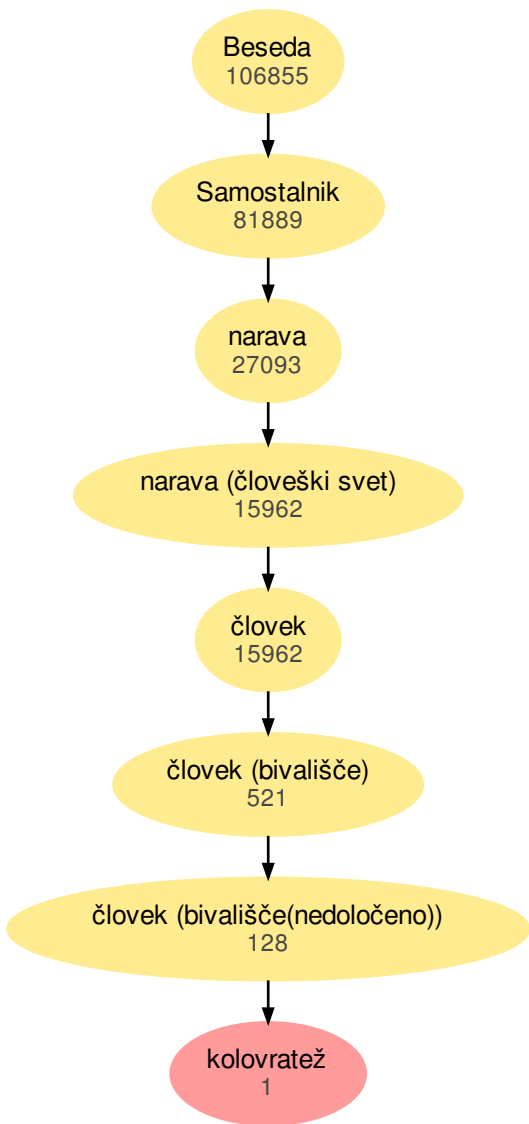 Beseda
106855
Samostalnik
81889
narava
27093
narava (človeški svet)
15962
človek
15962
človek (bivališče)
521
človek (bivališče(nedoločeno))
128
kolovratež
1